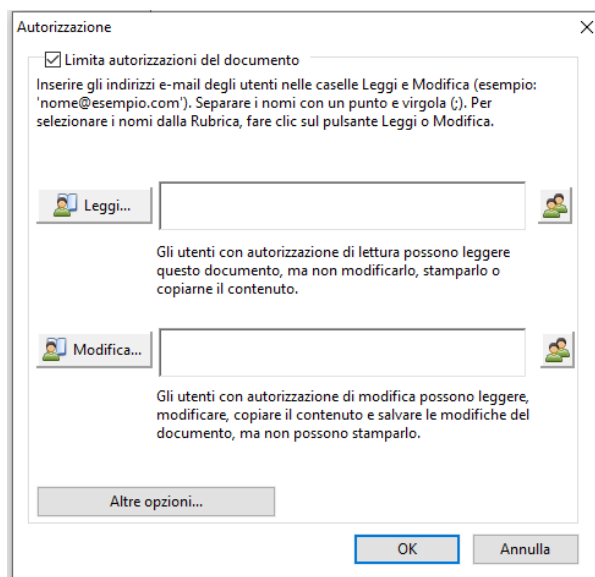 Autorizzazione
Limita autorizzazioni del documento
Inserire gli indirizzi e-mail degli utenti nelle caselle Leggi e Modifica (esempio:
'nome@esempio.com'). Separare i nomi con un punto e virgola (;). Per
selezionare i nomi dalla Rubrica, fare clic sul pulsante Leggi o Modifica.
Leggi...
Gli utenti con autorizzazione di lettura possono leggere
questo documento, ma non modificarlo, stamparlo o
copiarne il contenuto.
Modifica...
Gli utenti con autorizzazione di modifica possono leggere,
modificare, copiare il contenuto e salvare le modifiche del
documento, ma non possono stamparlo.
Altre opzioni...
OK Annulla